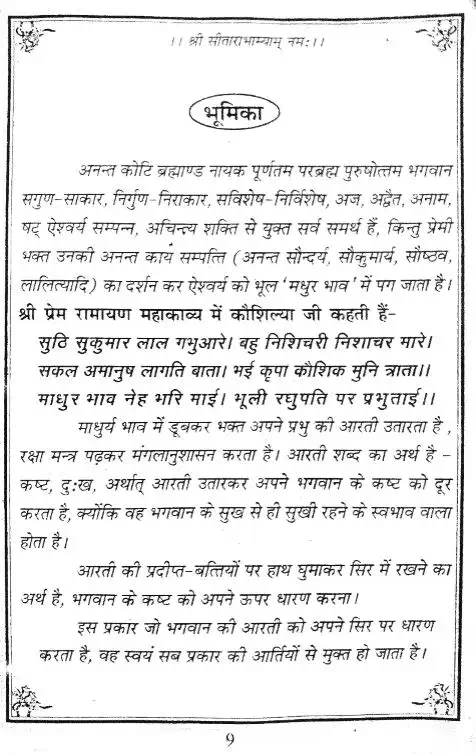 ।। श्री सीताराभाम्याम् नमः।।
भूमिका
अनन्त कोटि ब्रह्माण्ड नायक पूर्णतम परब्रह्म पुरुषोत्तम भगवान
सगुण-साकार, निर्गुण-निराकार, सविशेष-निर्विशेष, अज, अद्वैत, अनाम,
षट् ऐश्वर्य सम्पन्न, अचिन्त्य शक्ति से युक्त सर्व समर्थ हैं, किन्तु प्रेमी
भक्त उनकी अनन्त काय सम्पत्ति (अनन्त सौन्दर्य, सौकुमार्य, सौष्ठव,
लालित्यादि) का दर्शन कर ऐश्वर्य को भूल ‘मधुर भाव’ में पग जाता है।
श्री प्रेम रामायण महाकाव्य में कौशिल्या जी कहती हैं-
सुठि सुकुमार लाल गभुआरे। बहु निशिचरी निशाचर मारे।
सकल अमानुष लागति बाता। भई कृपा कौशिक मुनि त्राता।।
माधुर भाव नेह भरि माई। भूली रघुपति पर प्रभुताई।।
माधुर्य भाव में डूबकर भक्त अपने प्रभु की आरती उतारता है,
रक्षा मन्त्र पढ़कर मंगलानुशासन करता है। आरती शब्द का अर्थ है -
कष्ट, दुःख, अर्थात् आरती उतारकर अपने भगवान के कष्ट को दूर
करता है, क्योंकि वह भगवान के सुख से ही सुखी रहने के स्वभाव वाला
होता है।
आरती की प्रदीप्त-बत्तियों पर हाथ घुमाकर सिर में रखने का
अर्थ है, भगवान के कष्ट को अपने ऊपर धारण करना।
इस प्रकार जो भगवान की आरती को अपने सिर पर धारण
करता है, वह स्वयं सब प्रकार की आर्तियों से मुक्त हो जाता है।
9